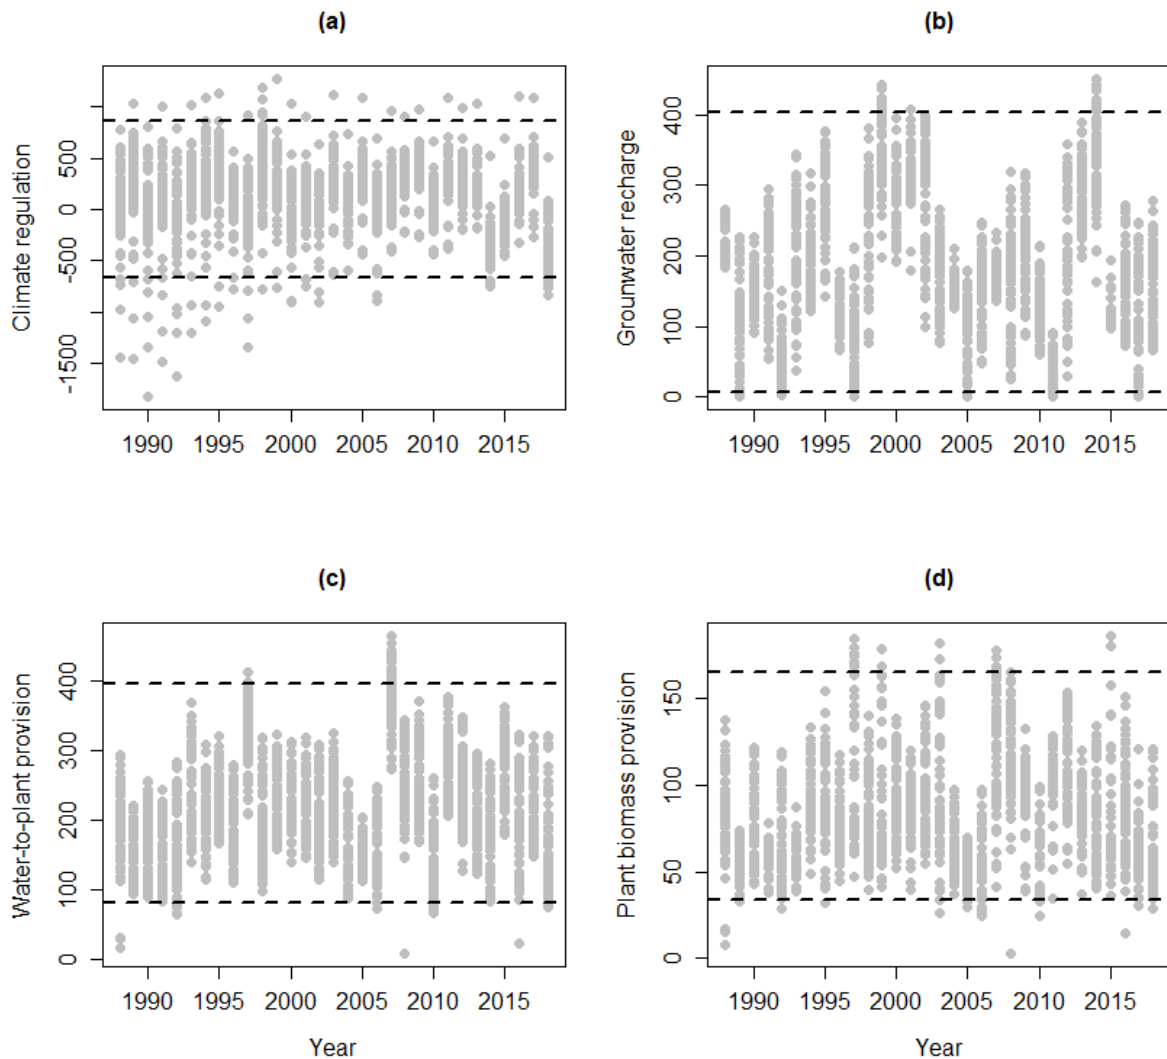 (a)
Climate regulation
500
0
-500
-1500
1990 1995 2000 2005 2010 2015
(b)
Grounwater recharge
400
300
200
100
0
1990 1995 2000 2005 2010 2015
(c)
Water-to-plant provision
400
300
200
100
0
1990 1995 2000 2005 2010 2015
Year
(d)
Plant biomass provision
150
100
50
0
1990 1995 2000 2005 2010 2015
Year